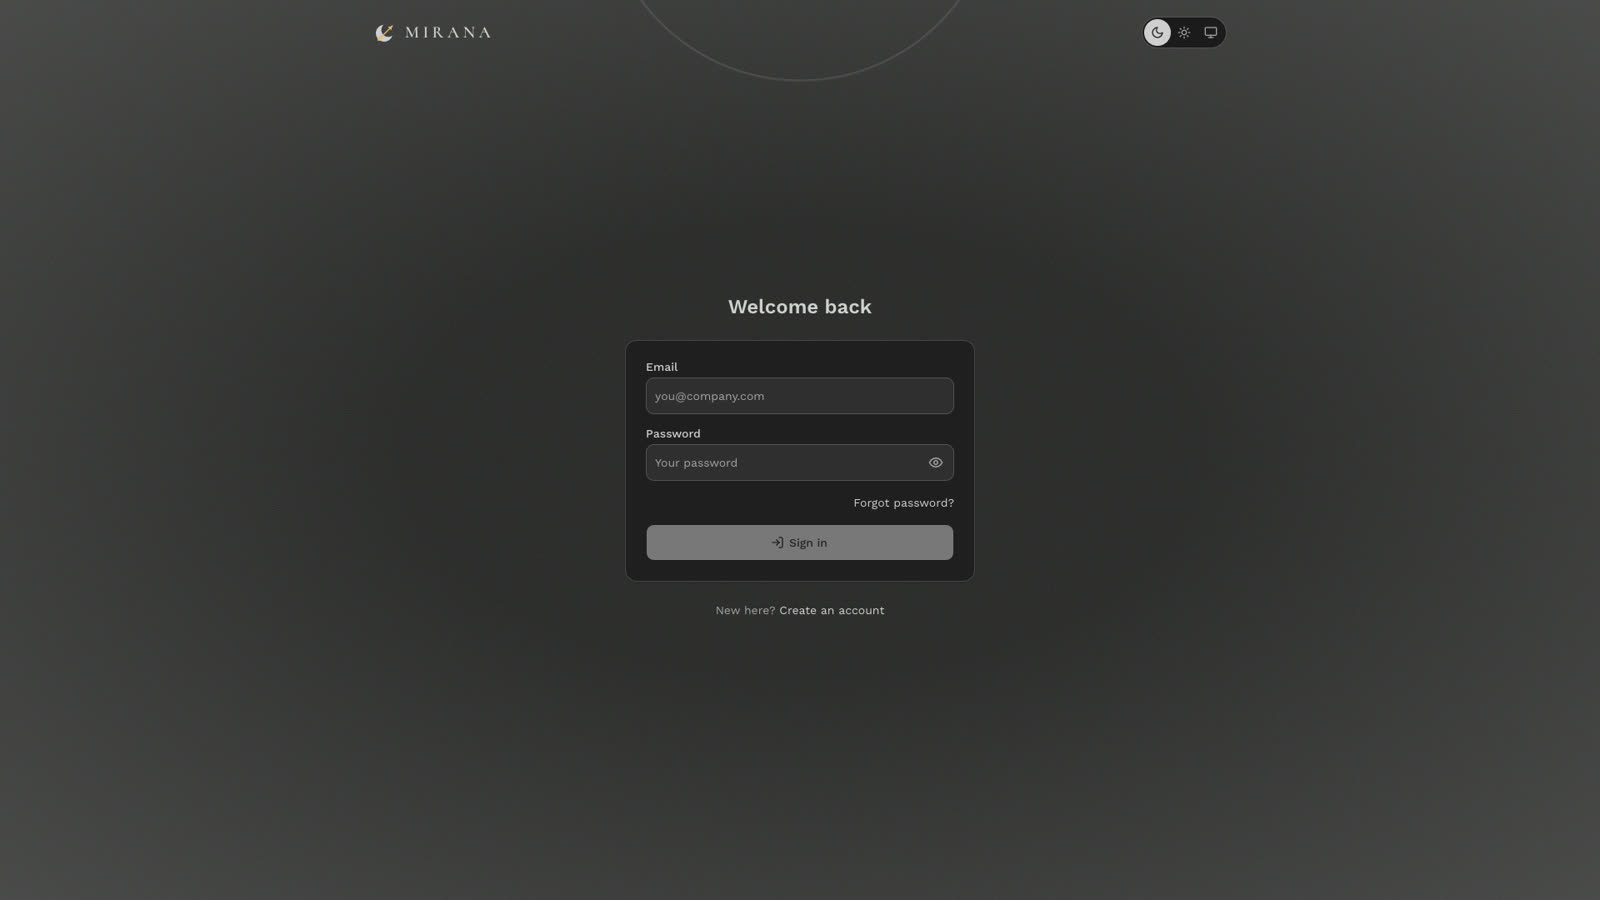 MIRANA
Welcome back
Email
you@company.com
Password
Your password
Forgot password?
Sign in
New here? Create an account